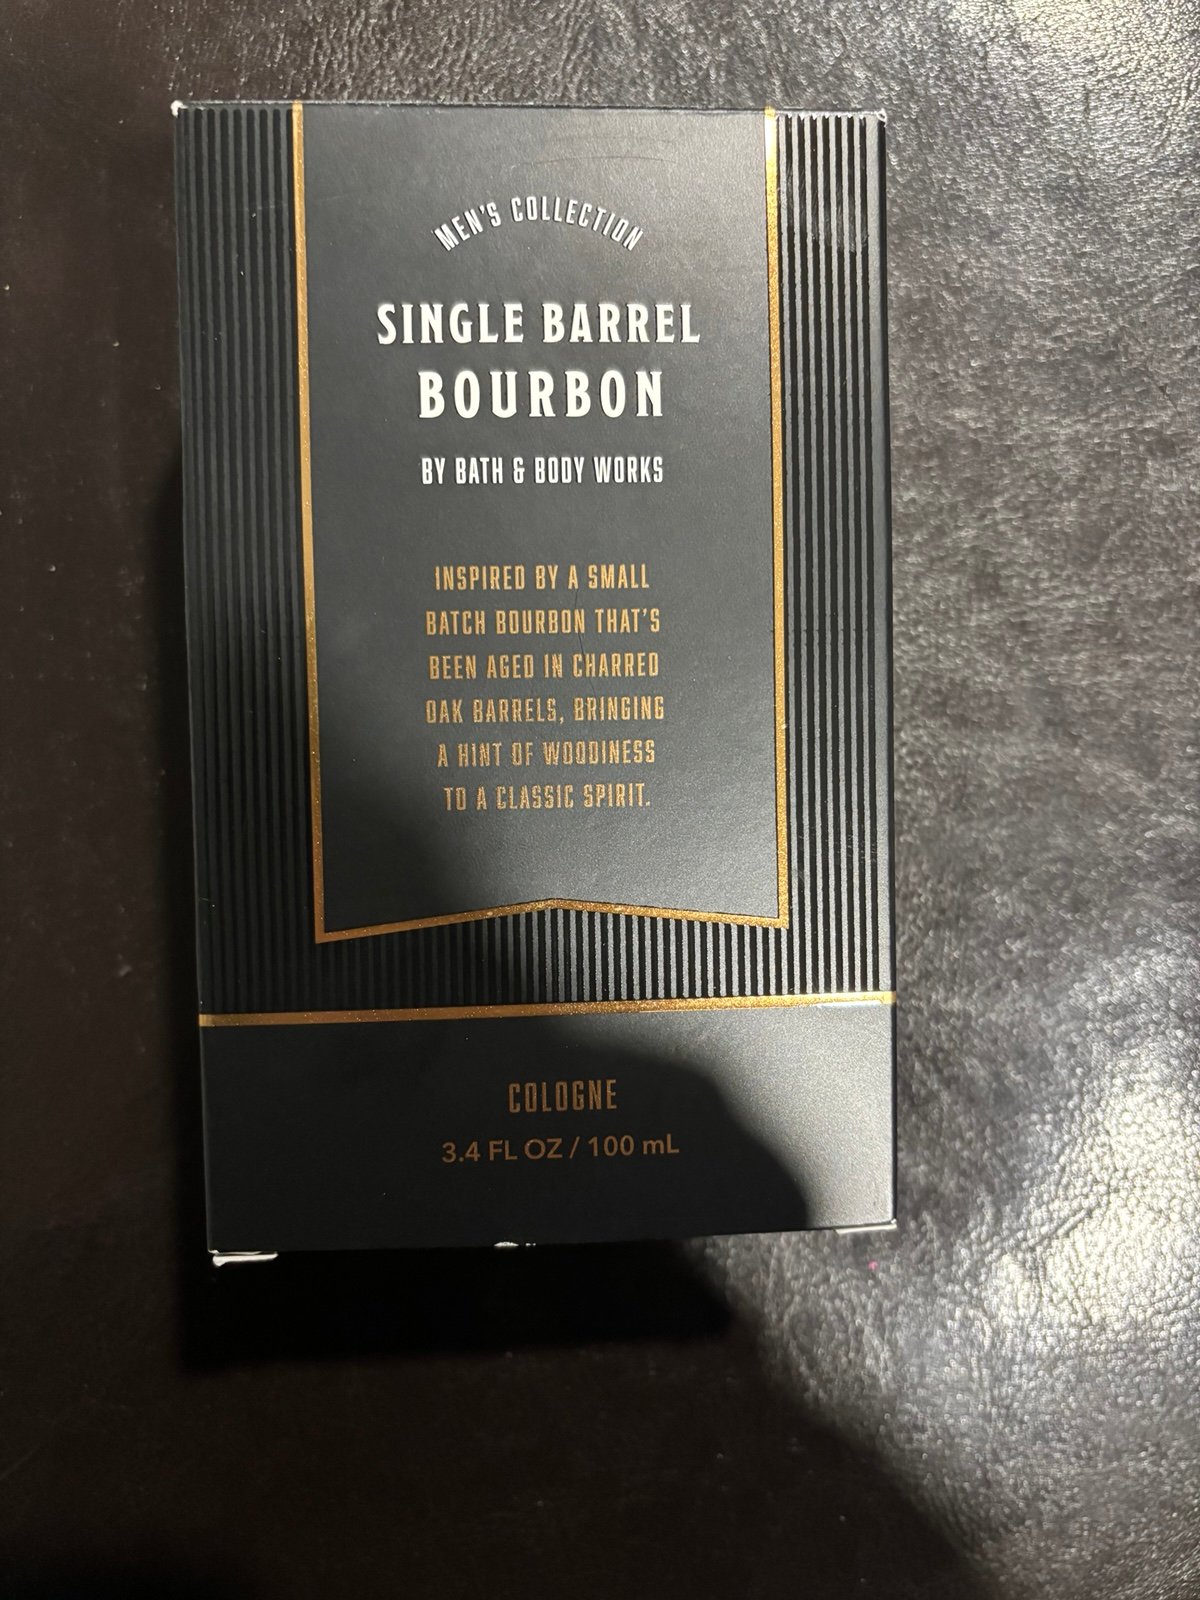 MEN'S COLLECTION
SINGLE BARREL
BOURBON
BY BATH & BODY WORKS
INSPIRED BY A SMALL
BATCH BOURBON THAT'S
BEEN AGED IN CHARRED
OAK BARRELS, BRINGING
A HINT OF WOODINESS
TO A CLASSIC SPIRIT.
COLOGNE
3.4 FL OZ / 100 mL